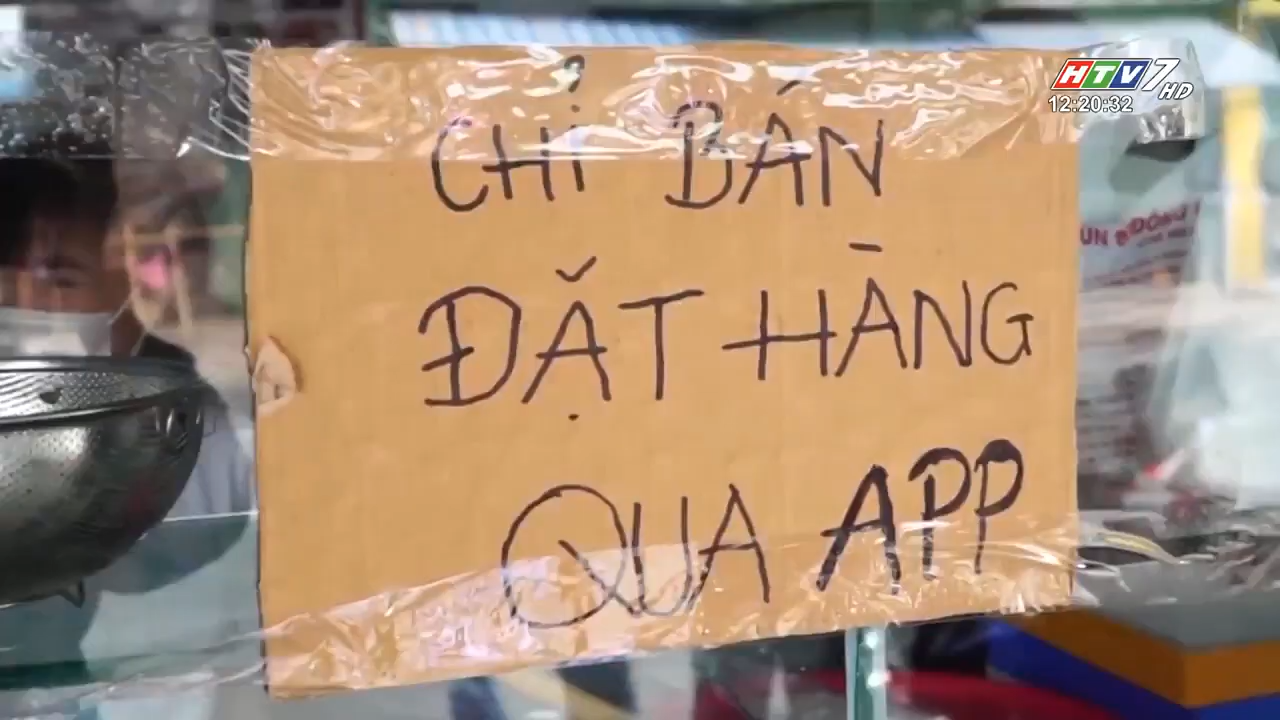 HTV7 HD
12:20:32
CHỈ BÁN
ĐẶT HÀNG
QUA APP